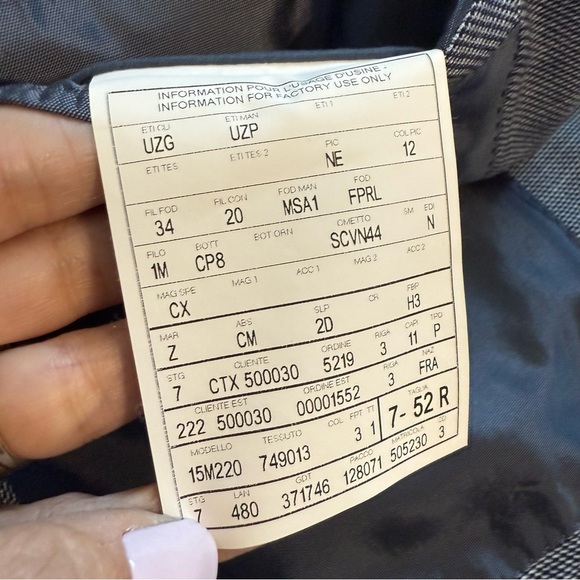 INFORMATION POUR L'USAGE D'USINE -
INFORMATION FOR FACTORY USE ONLY
ETI CU ETI MAN ETI 1 ETI 2
UZG UZP
ETI TES ETI TES 2 PIC COL PIC
NE 12
FIL FOD FIL CON FOD MAN FOD
34 20 MSA1 FPRL
FILO BOTT BOT ORN OMETTO SM EDI
1M CP8 SCVN44 N
MAG SPE MAG 1 ACC 1 MAG 2 ACC 2
CX
MAR ABS SLP CR FBP
Z CM 2D H3
STG CLIENTE ORDINE RIGA CAPI TPO
7 CTX 500030 5219 3 11 P
CLIENTE EST ORDINE EST RIGA NAZ
222 500030 00001552 3 FRA
MODELLO TESSUTO COL FPT TT TAGLIA
15M220 749013 3 1 7- 52 R
STG LAN GDT PACCO MATRICOLA CD
7 480 371746 128071 505230 3